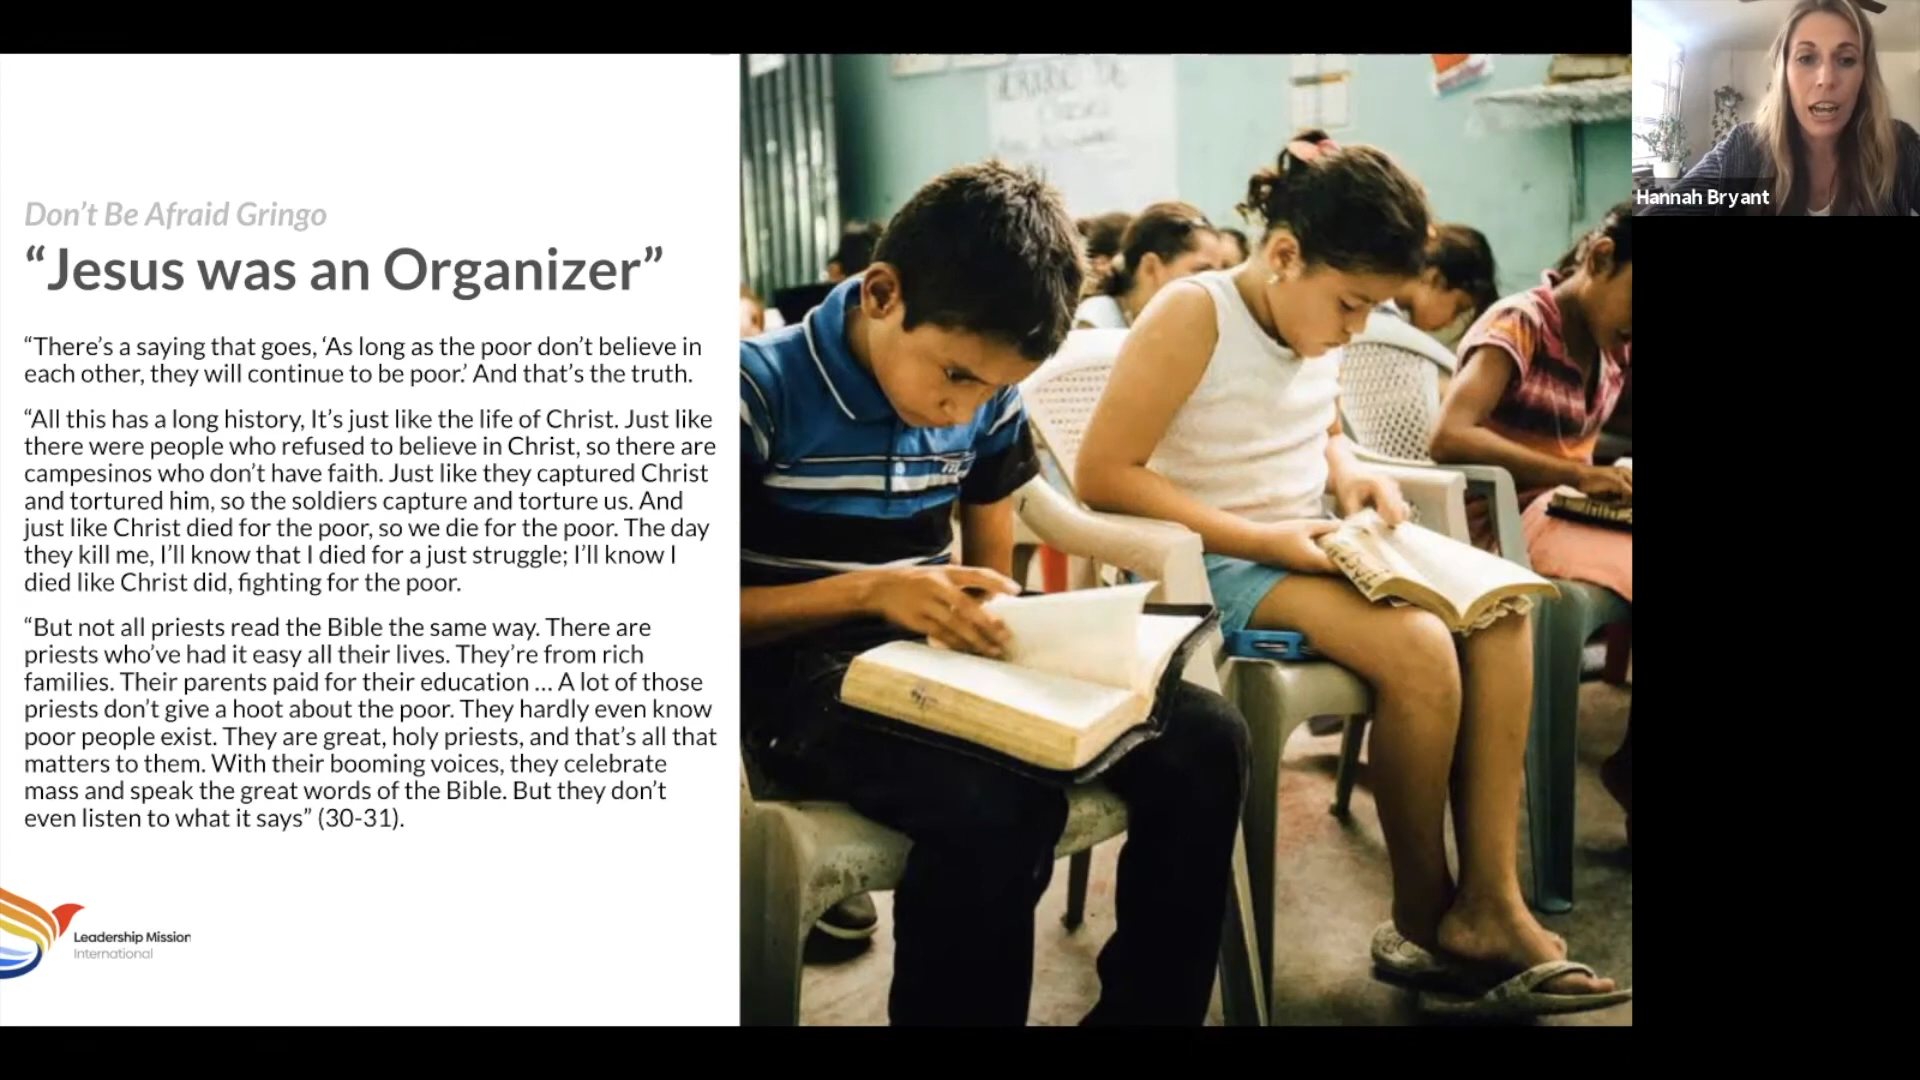 Don't Be Afraid Gringo
“Jesus was an Organizer”
“There's a saying that goes, ‘As long as the poor don't believe in
each other, they will continue to be poor.’ And that's the truth.
“All this has a long history, It's just like the life of Christ. Just like
there were people who refused to believe in Christ, so there are
campesinos who don't have faith. Just like they captured Christ
and tortured him, so the soldiers capture and torture us. And
just like Christ died for the poor, so we die for the poor. The day
they kill me, I'll know that I died for a just struggle; I'll know I
died like Christ did, fighting for the poor.
“But not all priests read the Bible the same way. There are
priests who've had it easy all their lives. They're from rich
families. Their parents paid for their education ... A lot of those
priests don't give a hoot about the poor. They hardly even know
poor people exist. They are great, holy priests, and that's all that
matters to them. With their booming voices, they celebrate
mass and speak the great words of the Bible. But they don't
even listen to what it says” (30-31).
Leadership Mission
International
Hannah Bryant